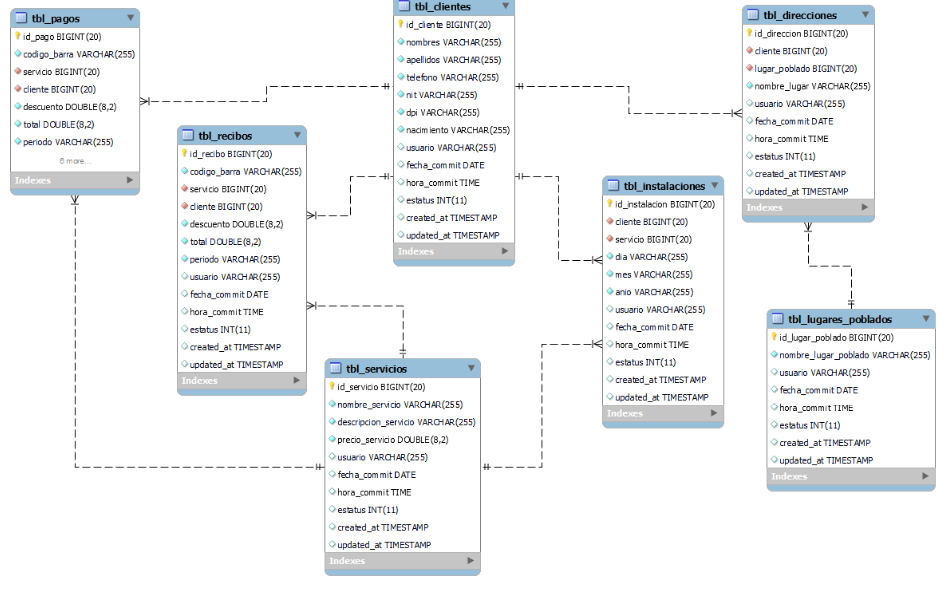 tbl_pagos
id_pago BIGINT(20)
codigo_barra VARCHAR(255)
servicio BIGINT(20)
cliente BIGINT(20)
descuento DOUBLE(8,2)
total DOUBLE(8,2)
periodo VARCHAR(255)
6 more...
Indexes
tbl_recibos
id_recibo BIGINT(20)
codigo_barra VARCHAR(255)
servicio BIGINT(20)
cliente BIGINT(20)
descuento DOUBLE(8,2)
total DOUBLE(8,2)
periodo VARCHAR(255)
usuario VARCHAR(255)
fecha_commit DATE
hora_commit TIME
estatus INT(11)
created_at TIMESTAMP
updated_at TIMESTAMP
Indexes
tbl_clientes
id_cliente BIGINT(20)
nombres VARCHAR(255)
apellidos VARCHAR(255)
telefono VARCHAR(255)
nit VARCHAR(255)
dpi VARCHAR(255)
nacimiento VARCHAR(255)
usuario VARCHAR(255)
fecha_commit DATE
hora_commit TIME
estatus INT(11)
created_at TIMESTAMP
updated_at TIMESTAMP
Indexes
tbl_servicios
id_servicio BIGINT(20)
nombre_servicio VARCHAR(255)
descripcion_servicio VARCHAR(255)
precio_servicio DOUBLE(8,2)
usuario VARCHAR(255)
fecha_commit DATE
hora_commit TIME
estatus INT(11)
created_at TIMESTAMP
updated_at TIMESTAMP
Indexes
tbl_instalaciones
id_instalacion BIGINT(20)
cliente BIGINT(20)
servicio BIGINT(20)
dia VARCHAR(255)
mes VARCHAR(255)
anio VARCHAR(255)
usuario VARCHAR(255)
fecha_commit DATE
hora_commit TIME
estatus INT(11)
created_at TIMESTAMP
updated_at TIMESTAMP
Indexes
tbl_direcciones
id_direccion BIGINT(20)
cliente BIGINT(20)
lugar_poblado BIGINT(20)
nombre_lugar VARCHAR(255)
usuario VARCHAR(255)
fecha_commit DATE
hora_commit TIME
estatus INT(11)
created_at TIMESTAMP
updated_at TIMESTAMP
Indexes
tbl_lugares_poblados
id_lugar_poblado BIGINT(20)
nombre_lugar_poblado VARCHAR(255)
usuario VARCHAR(255)
fecha_commit DATE
hora_commit TIME
estatus INT(11)
created_at TIMESTAMP
updated_at TIMESTAMP
Indexes